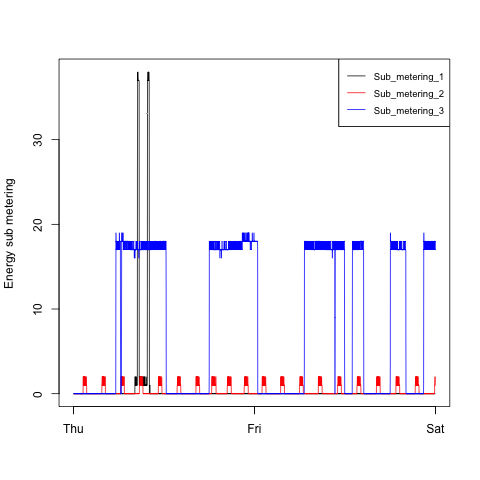 Sub_metering_1
Sub_metering_2
Sub_metering_3
Energy sub metering
30
20
10
0
Thu
Fri
Sat